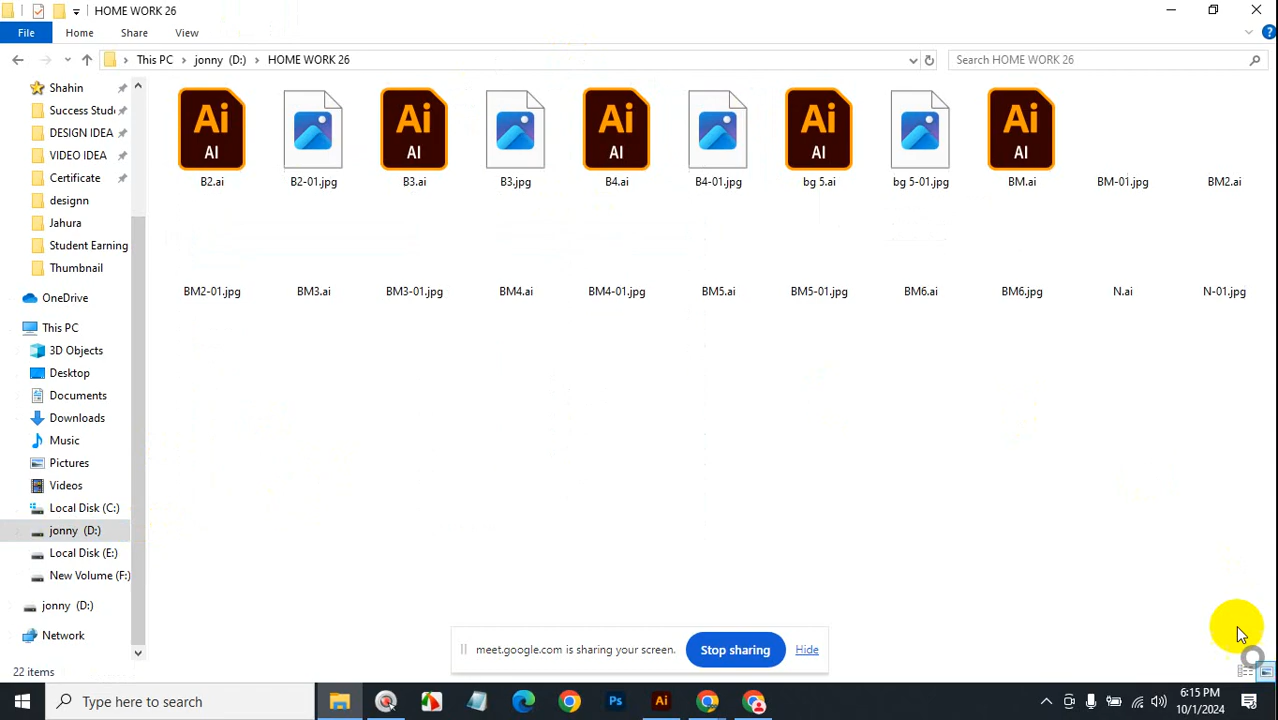 HOME WORK 26
File Home Share View
This PC jonny (D:) HOME WORK 26 Search HOME WORK 26
Shahin
Success Stude
DESIGN IDEA
VIDEO IDEA
Certificate
designn
Jahura
Student Earning
Thumbnail
OneDrive
This PC
3D Objects
Desktop
Documents
Downloads
Music
Pictures
Videos
Local Disk (C:)
jonny (D:)
Local Disk (E:)
New Volume (F:)
jonny (D:)
Network
Ai Ai Ai Ai Ai
AI AI AI AI AI
B2.ai B2-01.jpg B3.ai B3.jpg B4.ai B4-01.jpg bg 5.ai bg 5-01.jpg BM.ai BM-01.jpg BM2.ai
BM2-01.jpg BM3.ai BM3-01.jpg BM4.ai BM4-01.jpg BM5.ai BM5-01.jpg BM6.ai BM6.jpg N.ai N-01.jpg
meet.google.com is sharing your screen. Stop sharing Hide
22 items
Type here to search Ps Ai 6:15 PM
10/1/2024